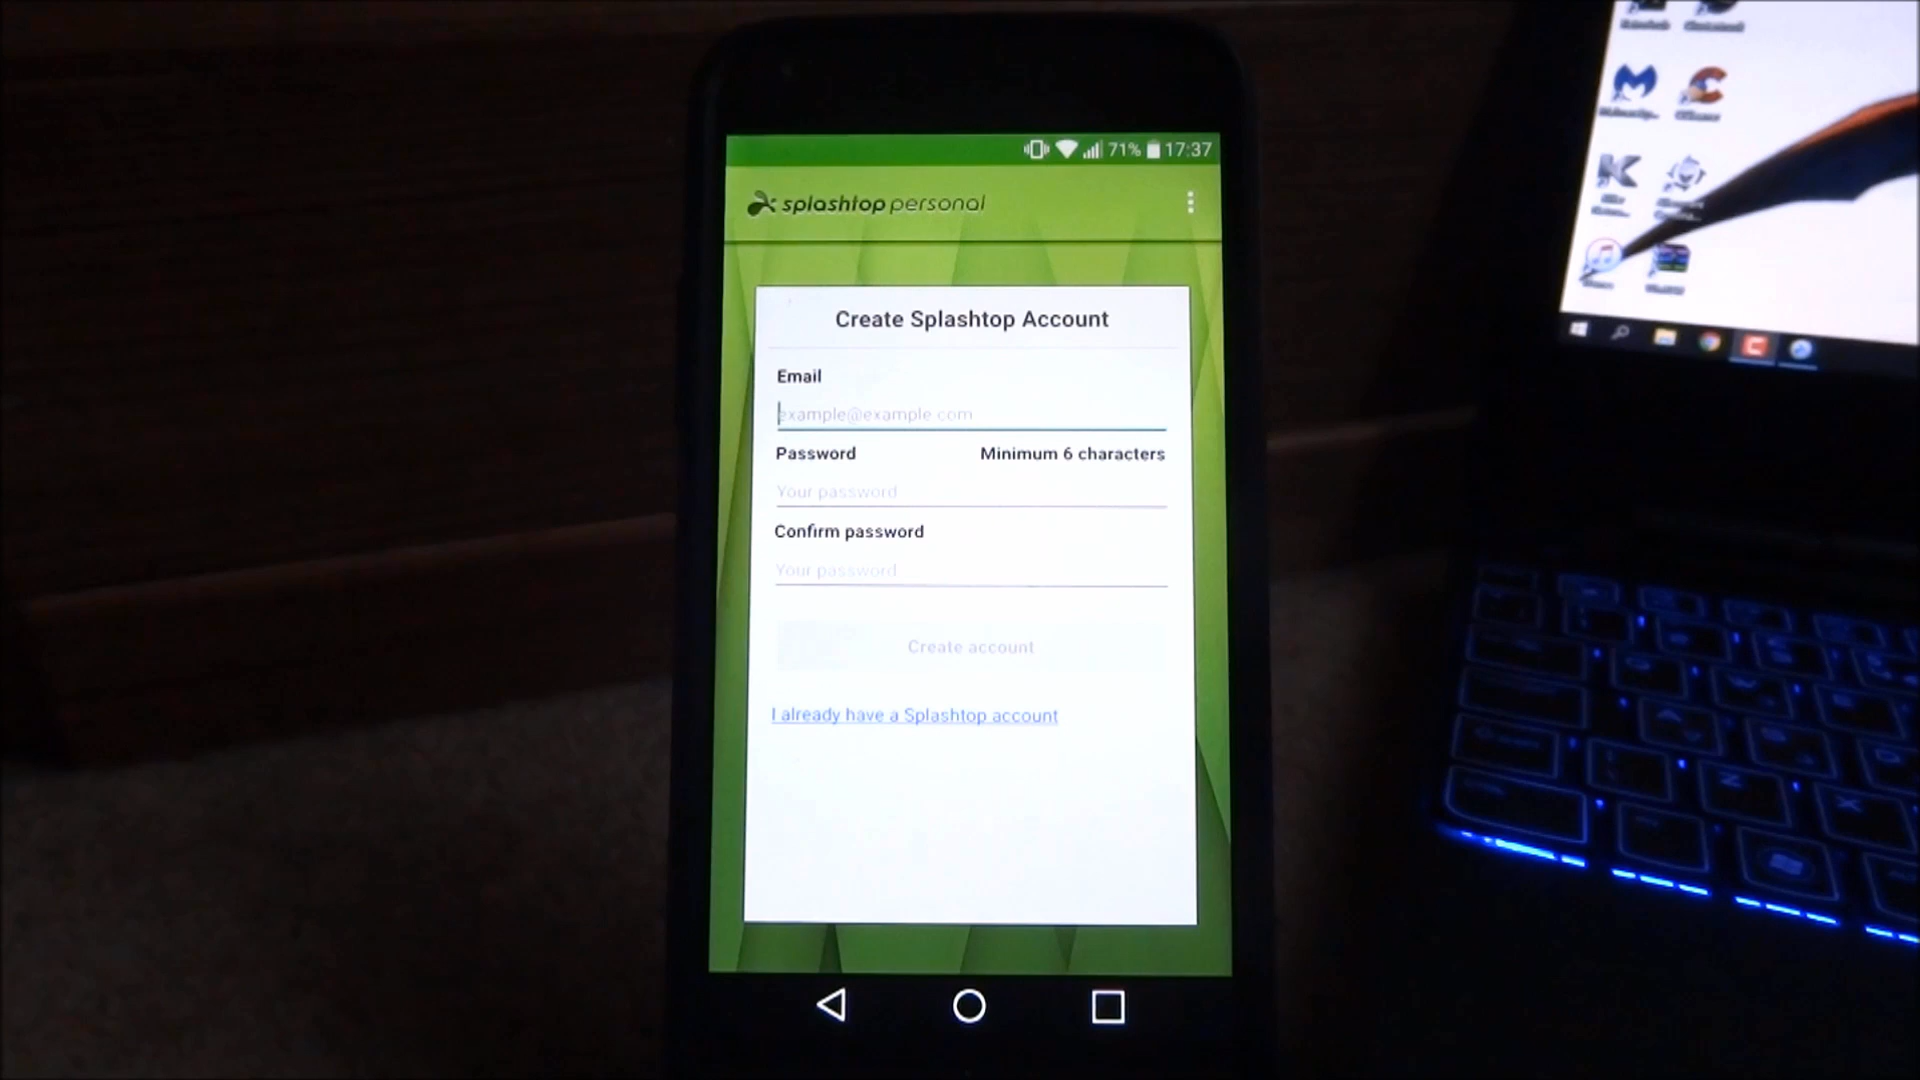 71% 17:37
splashtop personal
Create Splashtop Account
Email
example@example.com
Password Minimum 6 characters
Your password
Confirm password
Your password
Create account
I already have a Splashtop account